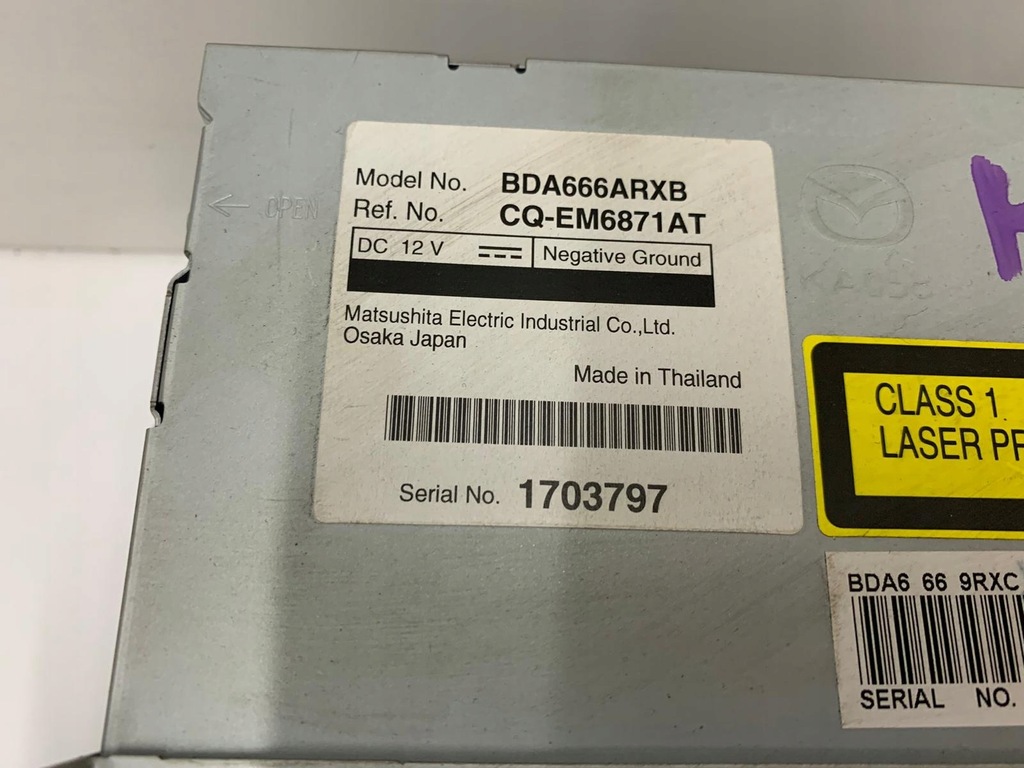 Model No. BDA666ARXB
Ref. No. CQ-EM6871AT
DC 12 V Negative Ground
Matsushita Electric Industrial Co.,Ltd.
Osaka Japan
Made in Thailand
Serial No. 1703797
OPEN
CLASS 1
LASER
BDA6 66 9RXC
SERIAL NO.